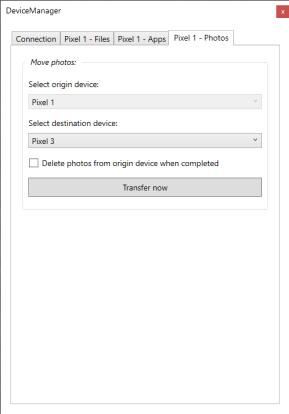 DeviceManager
x
Connection Pixel 1 - Files Pixel 1 - Apps Pixel 1 - Photos
Move photos:
Select origin device:
Pixel 1
Select destination device:
Pixel 3
Delete photos from origin device when completed
Transfer now